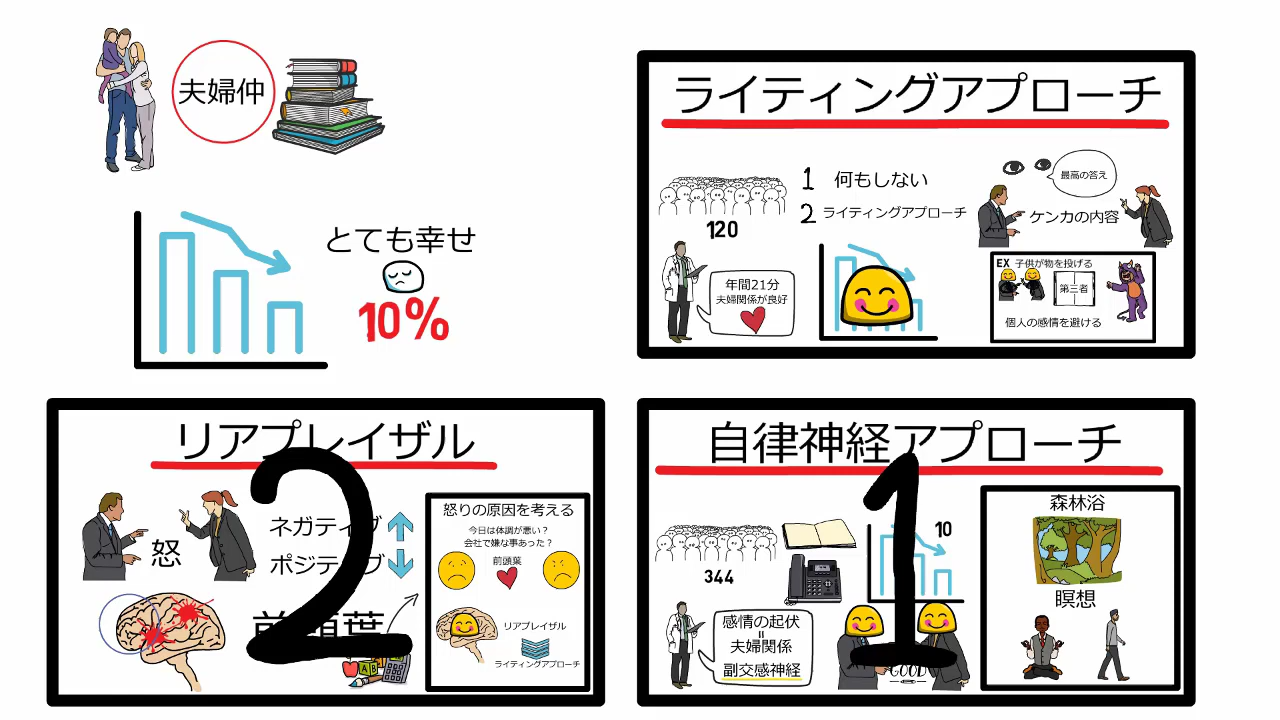 夫婦仲
とても幸せ
10%
ライティングアプローチ
120
1 何もしない
2 ライティングアプローチ
最高の答え
ケンカの内容
年間21分
夫婦関係が良好
EX 子供が物を投げる
第三者
個人の感情を避ける
リアプレイザル
怒
ネガティブ
ポジティブ
前頭葉
2
怒りの原因を考える
今日は体調が悪い?
会社で嫌な事あった?
前頭葉
リアプレイザル
ライティングアプローチ
自律神経アプローチ
344
10
1
感情の起伏
=
夫婦関係
副交感神経
GOOD
森林浴
瞑想